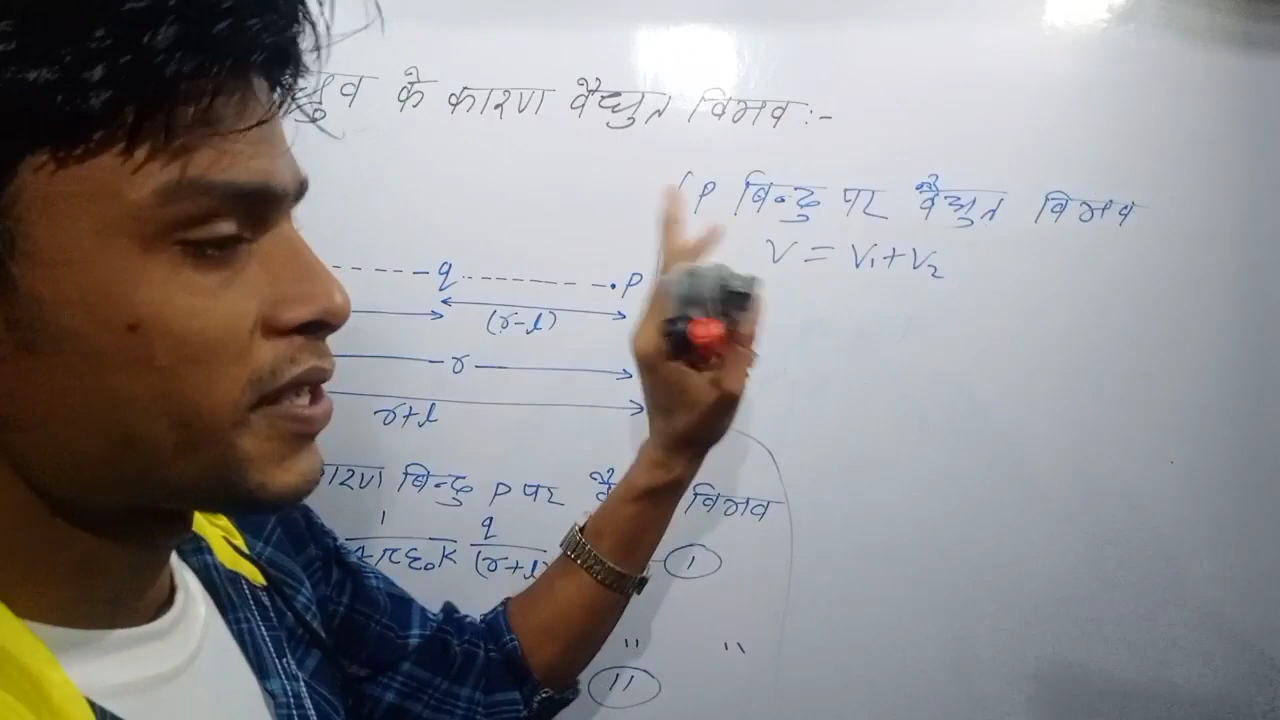 के कारण वैद्युत विभव :-
P बिन्दु पर वैद्युत विभव
V = V₁ + V₂
q P
(r-l)
r
r+l
कारण बिन्दु P पर विभव
1 q
4πε₀K (r+l) 1
" "
11